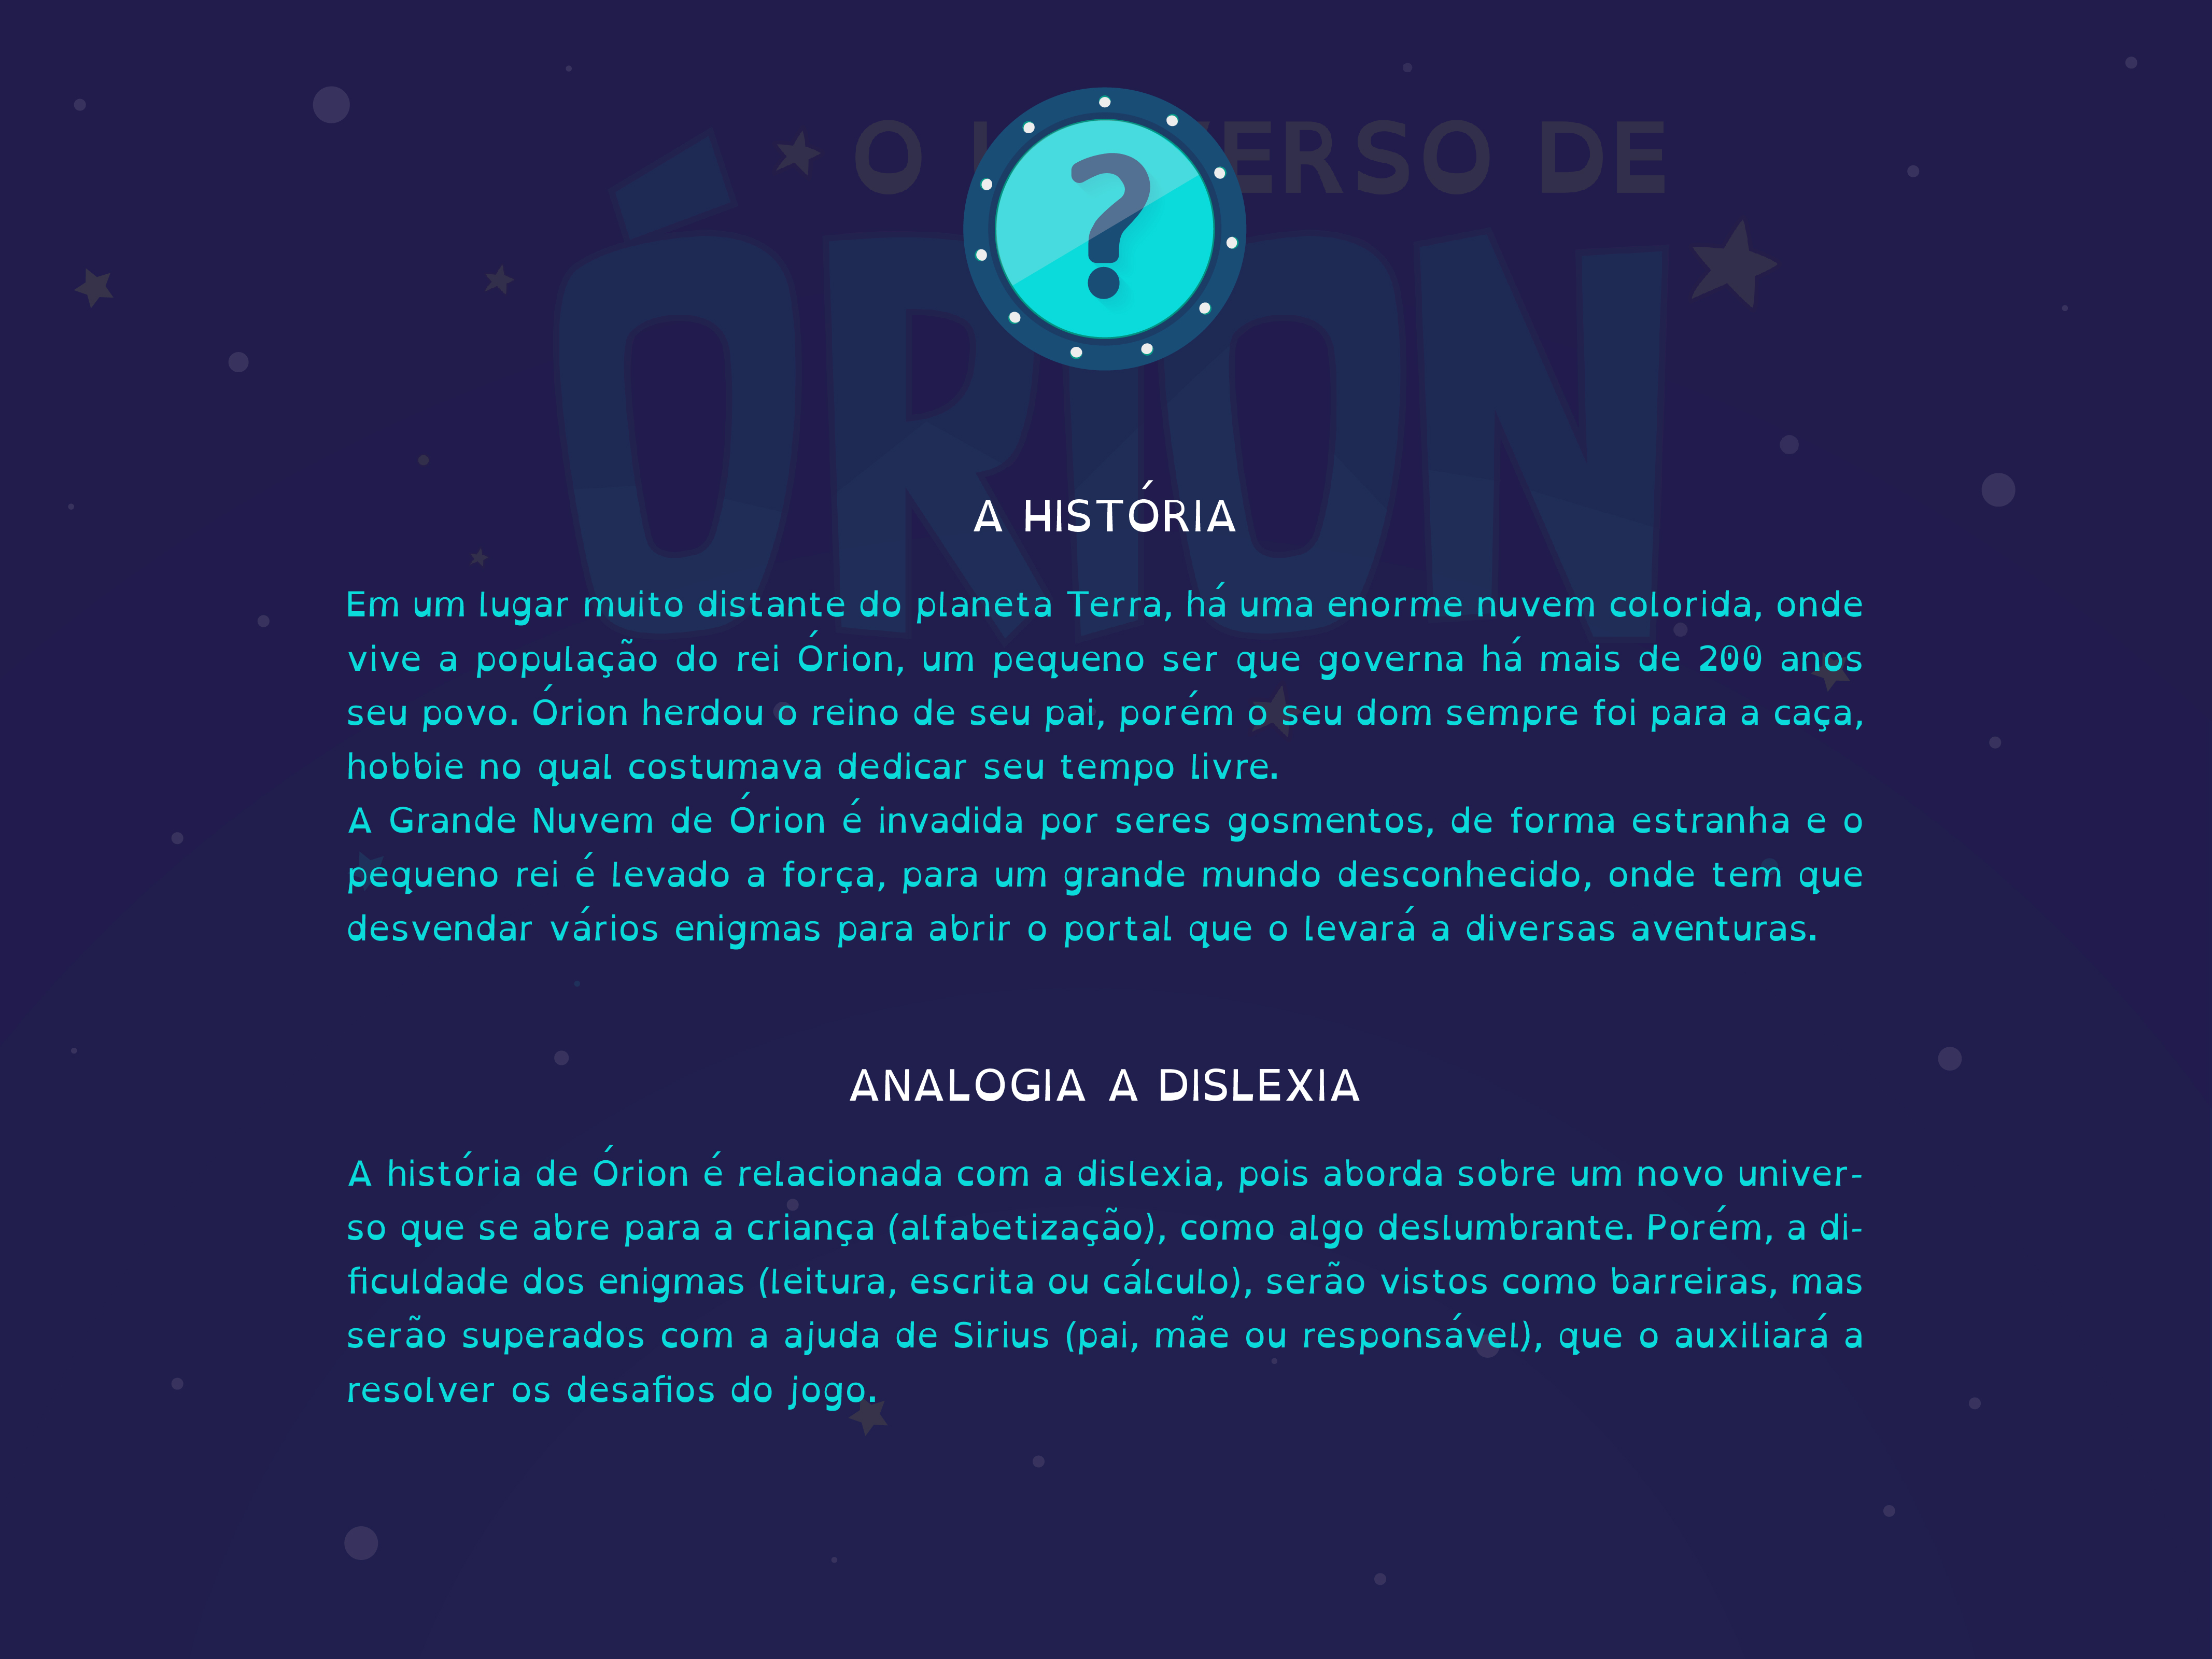 O UNIVERSO DE
ÓRION
?
A HISTÓRIA
Em um lugar muito distante do planeta Terra, há uma enorme nuvem colorida, onde
vive a população do rei Órion, um pequeno ser que governa há mais de 200 anos
seu povo. Órion herdou o reino de seu pai, porém o seu dom sempre foi para a caça,
hobbie no qual costumava dedicar seu tempo livre.
A Grande Nuvem de Órion é invadida por seres gosmentos, de forma estranha e o
pequeno rei é levado a força, para um grande mundo desconhecido, onde tem que
desvendar vários enigmas para abrir o portal que o levará a diversas aventuras.
ANALOGIA A DISLEXIA
A história de Órion é relacionada com a dislexia, pois aborda sobre um novo univer-
so que se abre para a criança (alfabetização), como algo deslumbrante. Porém, a di-
ficuldade dos enigmas (leitura, escrita ou cálculo), serão vistos como barreiras, mas
serão superados com a ajuda de Sirius (pai, mãe ou responsável), que o auxiliará a
resolver os desafios do jogo.